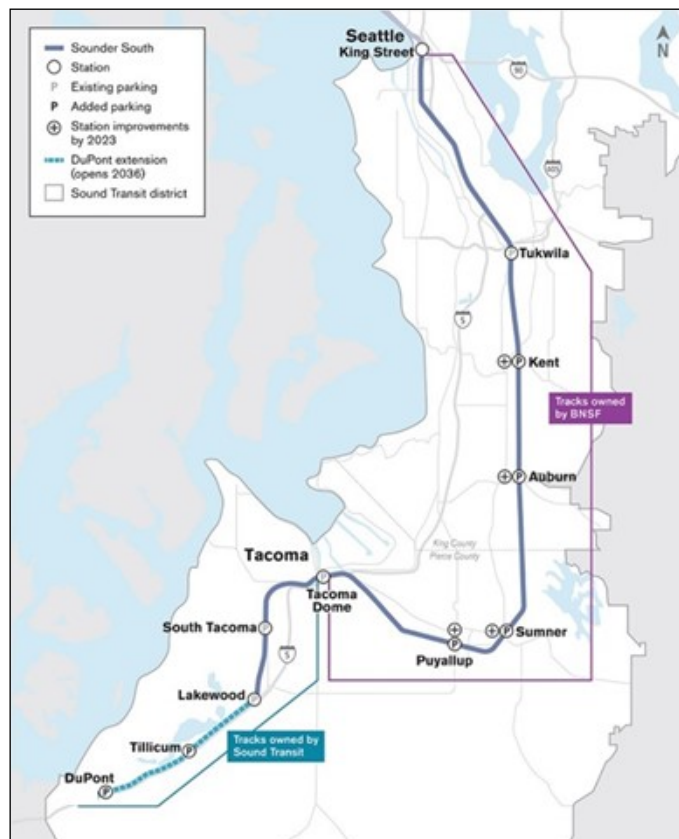 Sounder South
Station
P Existing parking
P Added parking
Station improvements
by 2023
DuPont extension
(opens 2036)
Sound Transit district
Seattle
King Street
N
90
405
Tukwila
P
5
Kent
P
Tracks owned
by BNSF
Auburn
P
King County
Pierce County
Tacoma
P
Tacoma
Dome
South Tacoma
P
Sumner
P
Puyallup
P
5
Lakewood
P
Tillicum
P
Tracks owned by
Sound Transit
DuPont
P